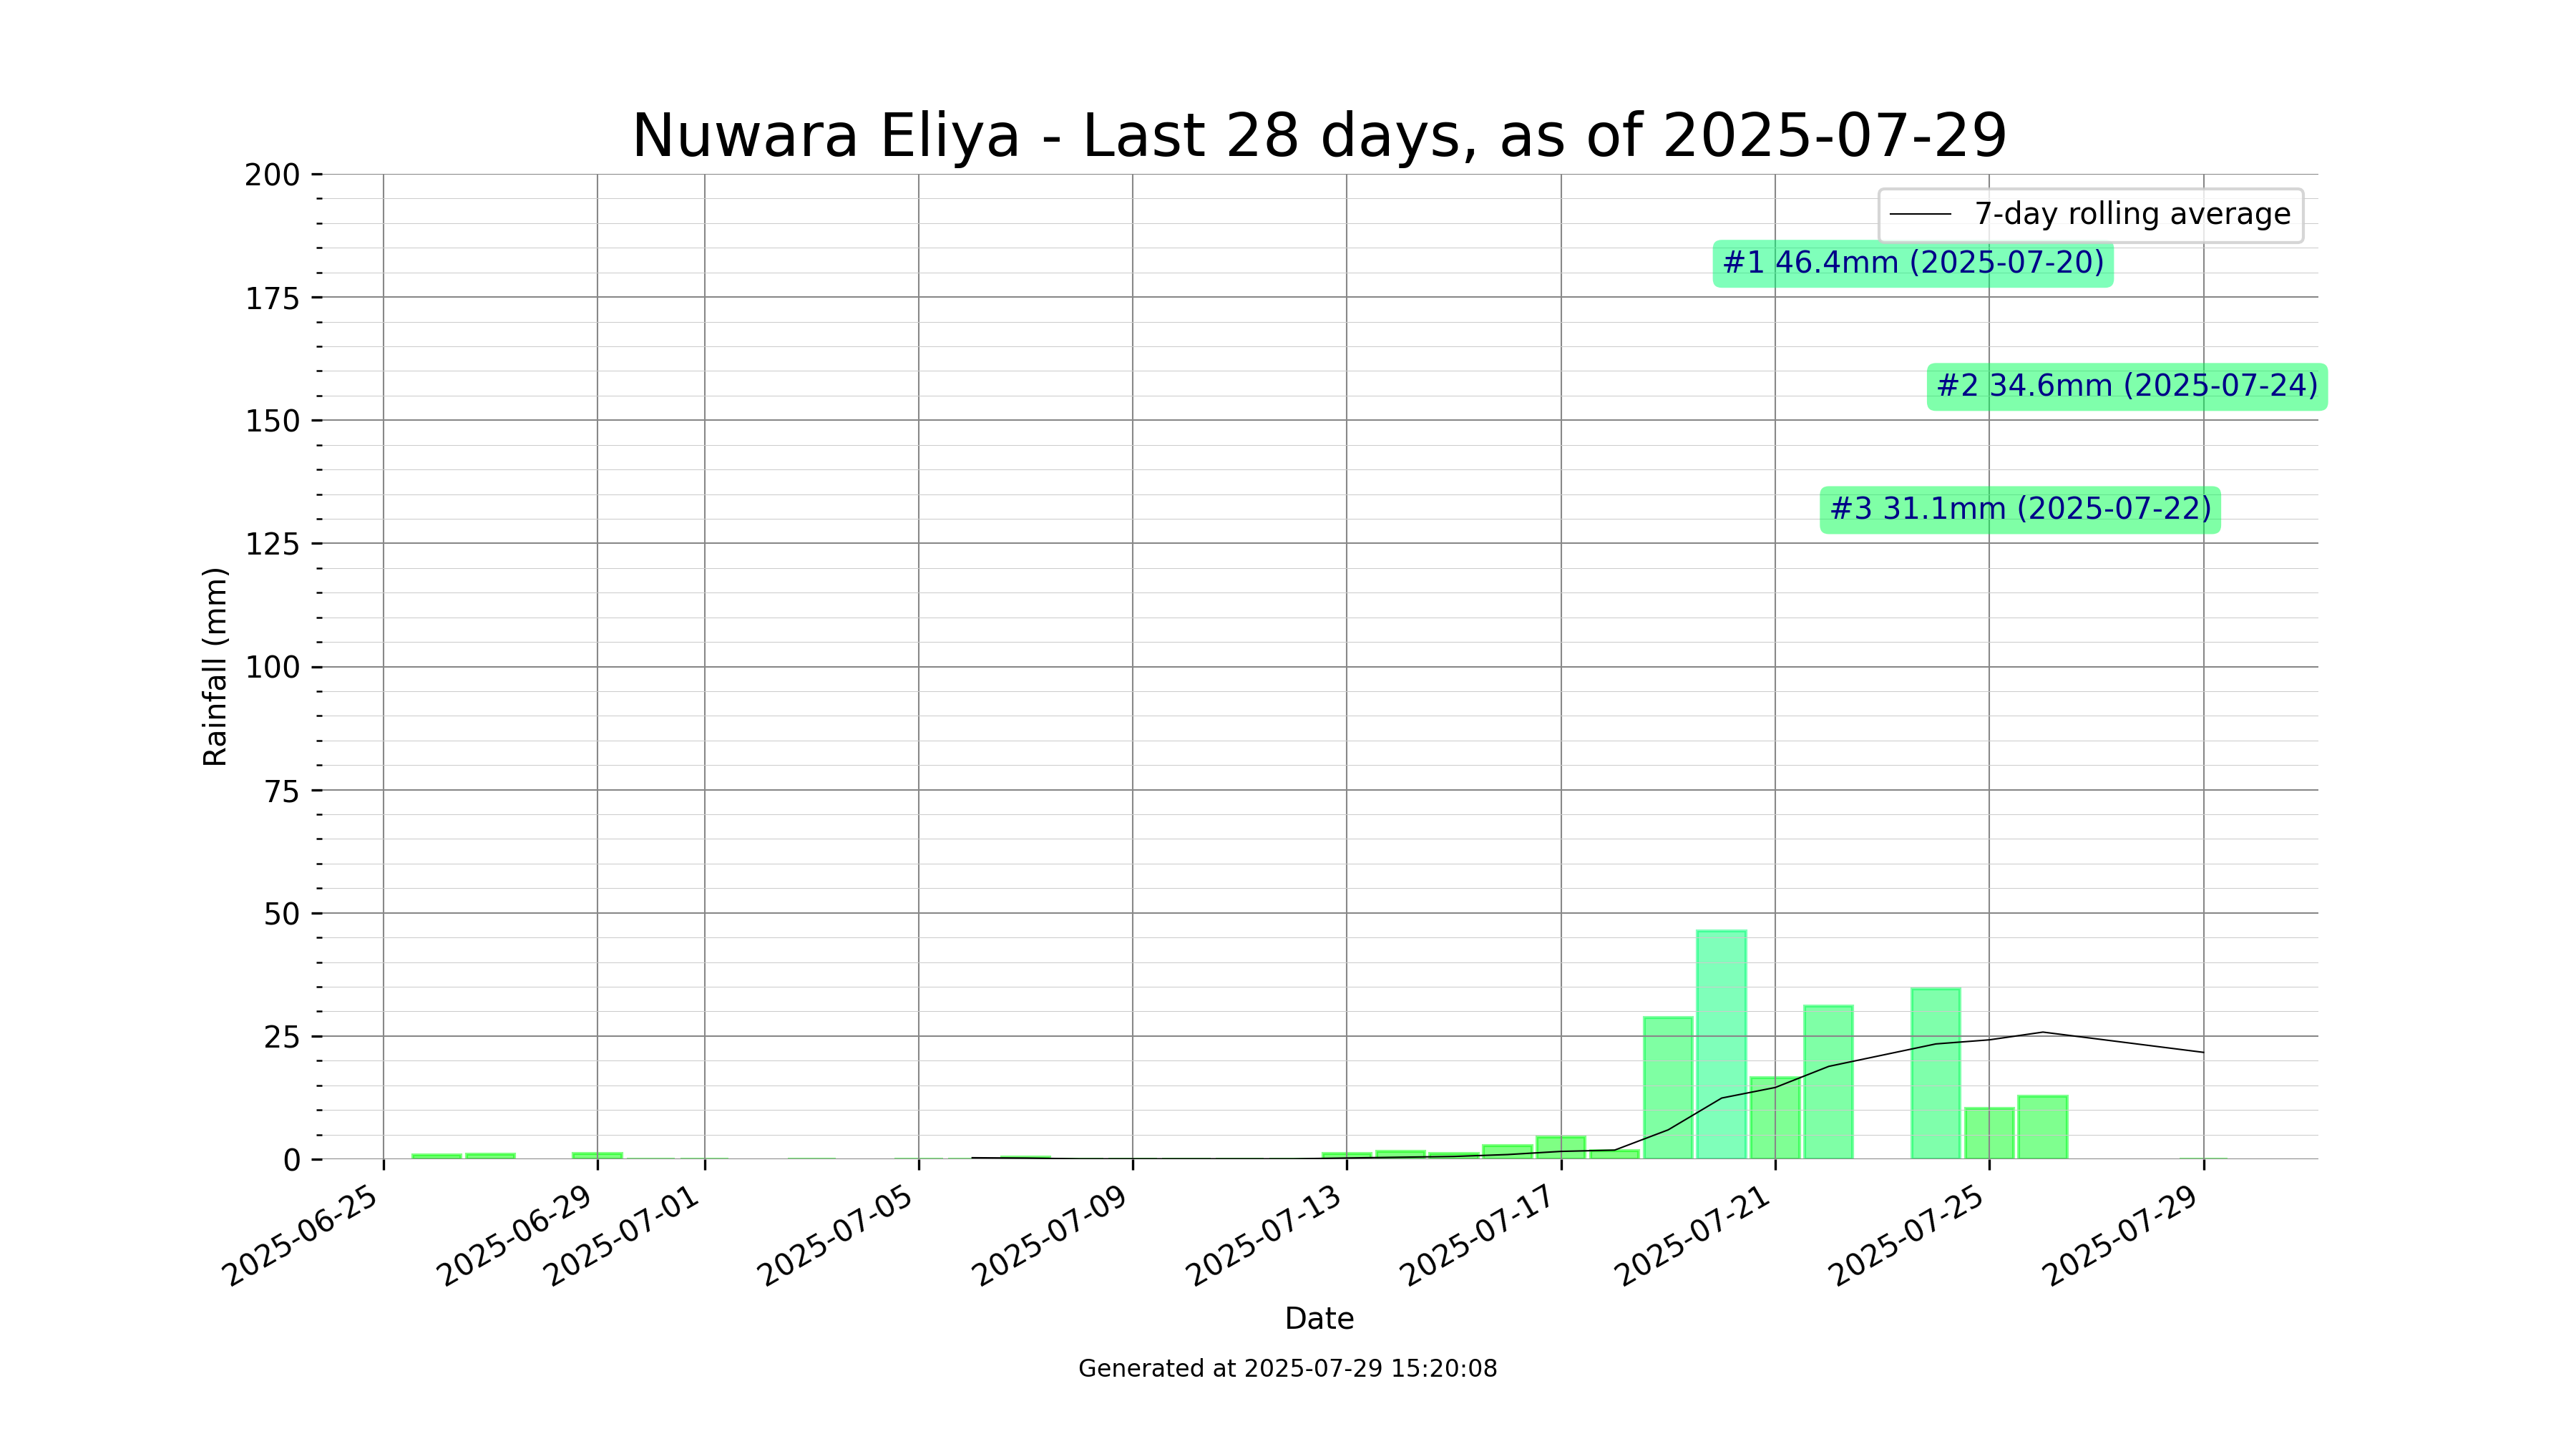 Nuwara Eliya - Last 28 days, as of 2025-07-29
200
175
150
125
100
75
50
25
0
Rainfall (mm)
7-day rolling average
#1 46.4mm (2025-07-20)
#2 34.6mm (2025-07-24)
#3 31.1mm (2025-07-22)
2025-06-25
2025-06-29
2025-07-01
2025-07-05
2025-07-09
2025-07-13
2025-07-17
2025-07-21
2025-07-25
2025-07-29
Date
Generated at 2025-07-29 15:20:08